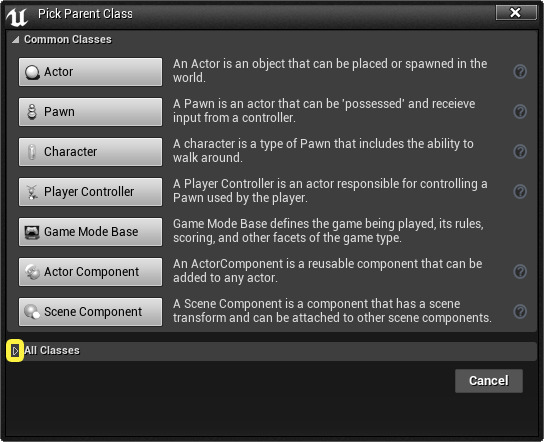 Pick Parent Class
Common Classes
Actor
An Actor is an object that can be placed or spawned in the
world.
Pawn
A Pawn is an actor that can be 'possessed' and receieve
input from a controller.
Character
A character is a type of Pawn that includes the ability to
walk around.
Player Controller
A Player Controller is an actor responsible for controlling a
Pawn used by the player.
Game Mode Base
Game Mode Base defines the game being played, its rules,
scoring, and other facets of the game type.
Actor Component
An ActorComponent is a reusable component that can be
added to any actor.
Scene Component
A Scene Component is a component that has a scene
transform and can be attached to other scene components.
All Classes
Cancel